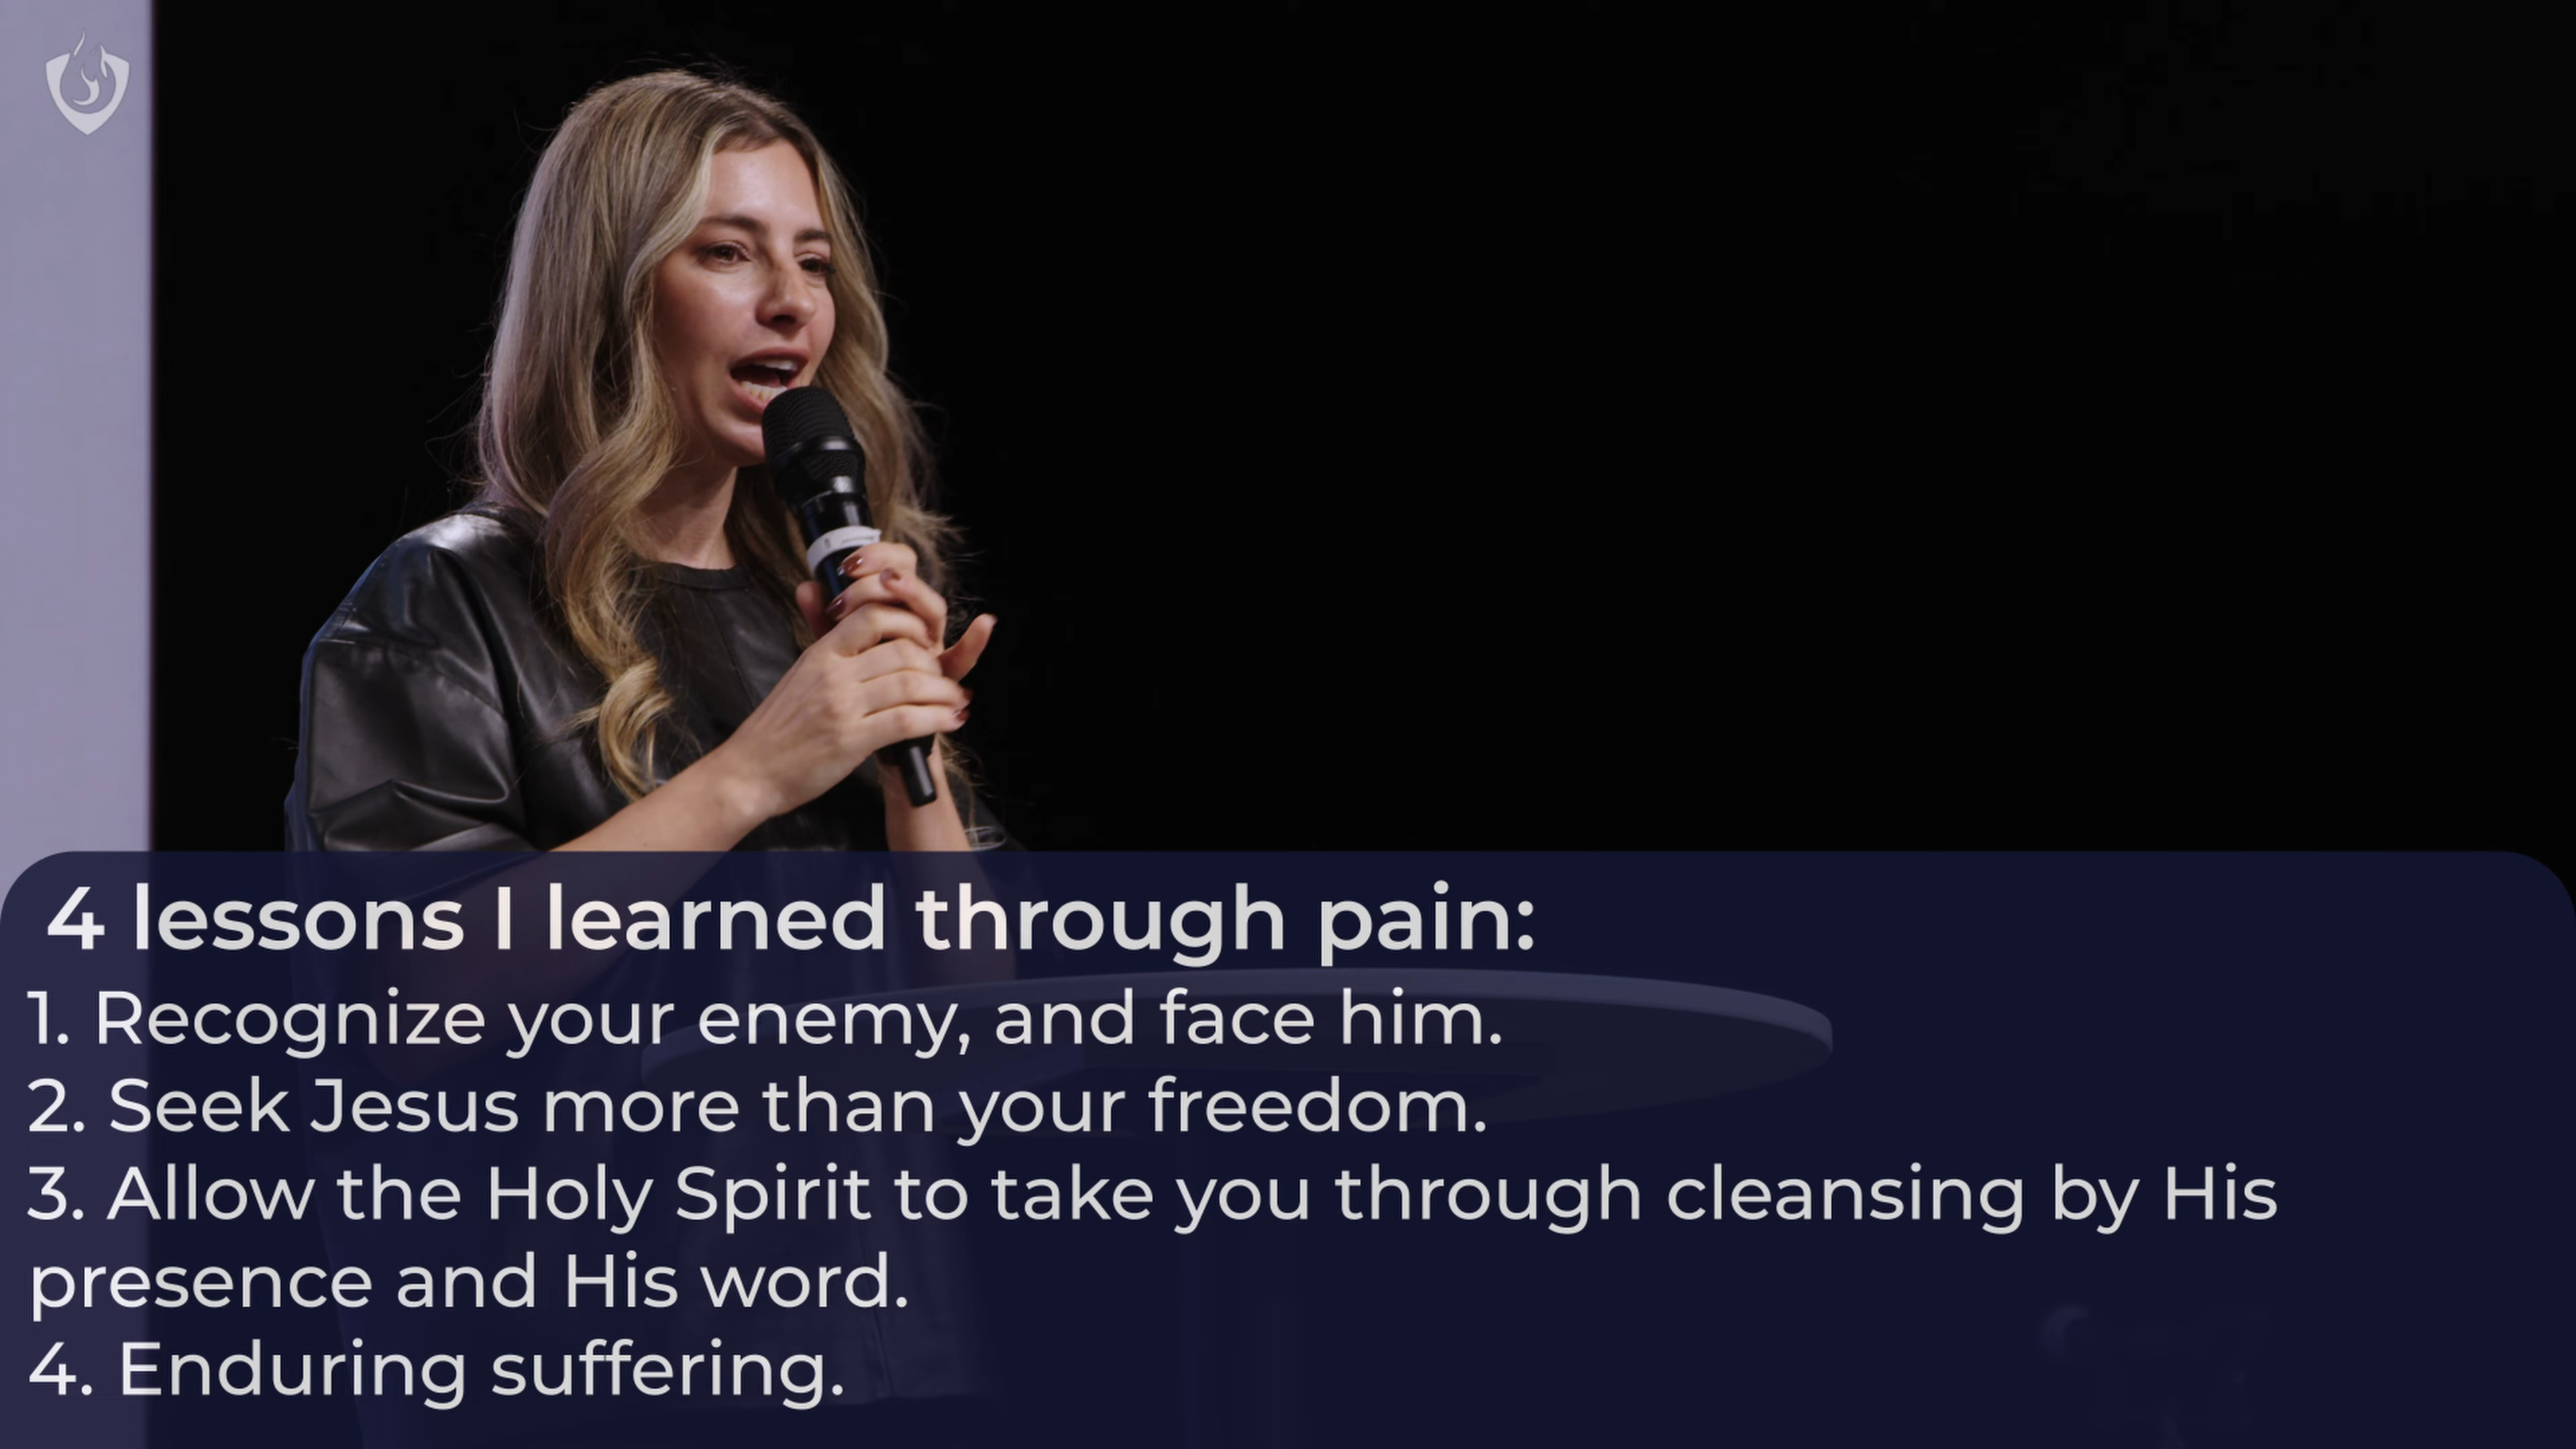 4 lessons I learned through pain:
1. Recognize your enemy, and face him.
2. Seek Jesus more than your freedom.
3. Allow the Holy Spirit to take you through cleansing by His
presence and His word.
4. Enduring suffering.